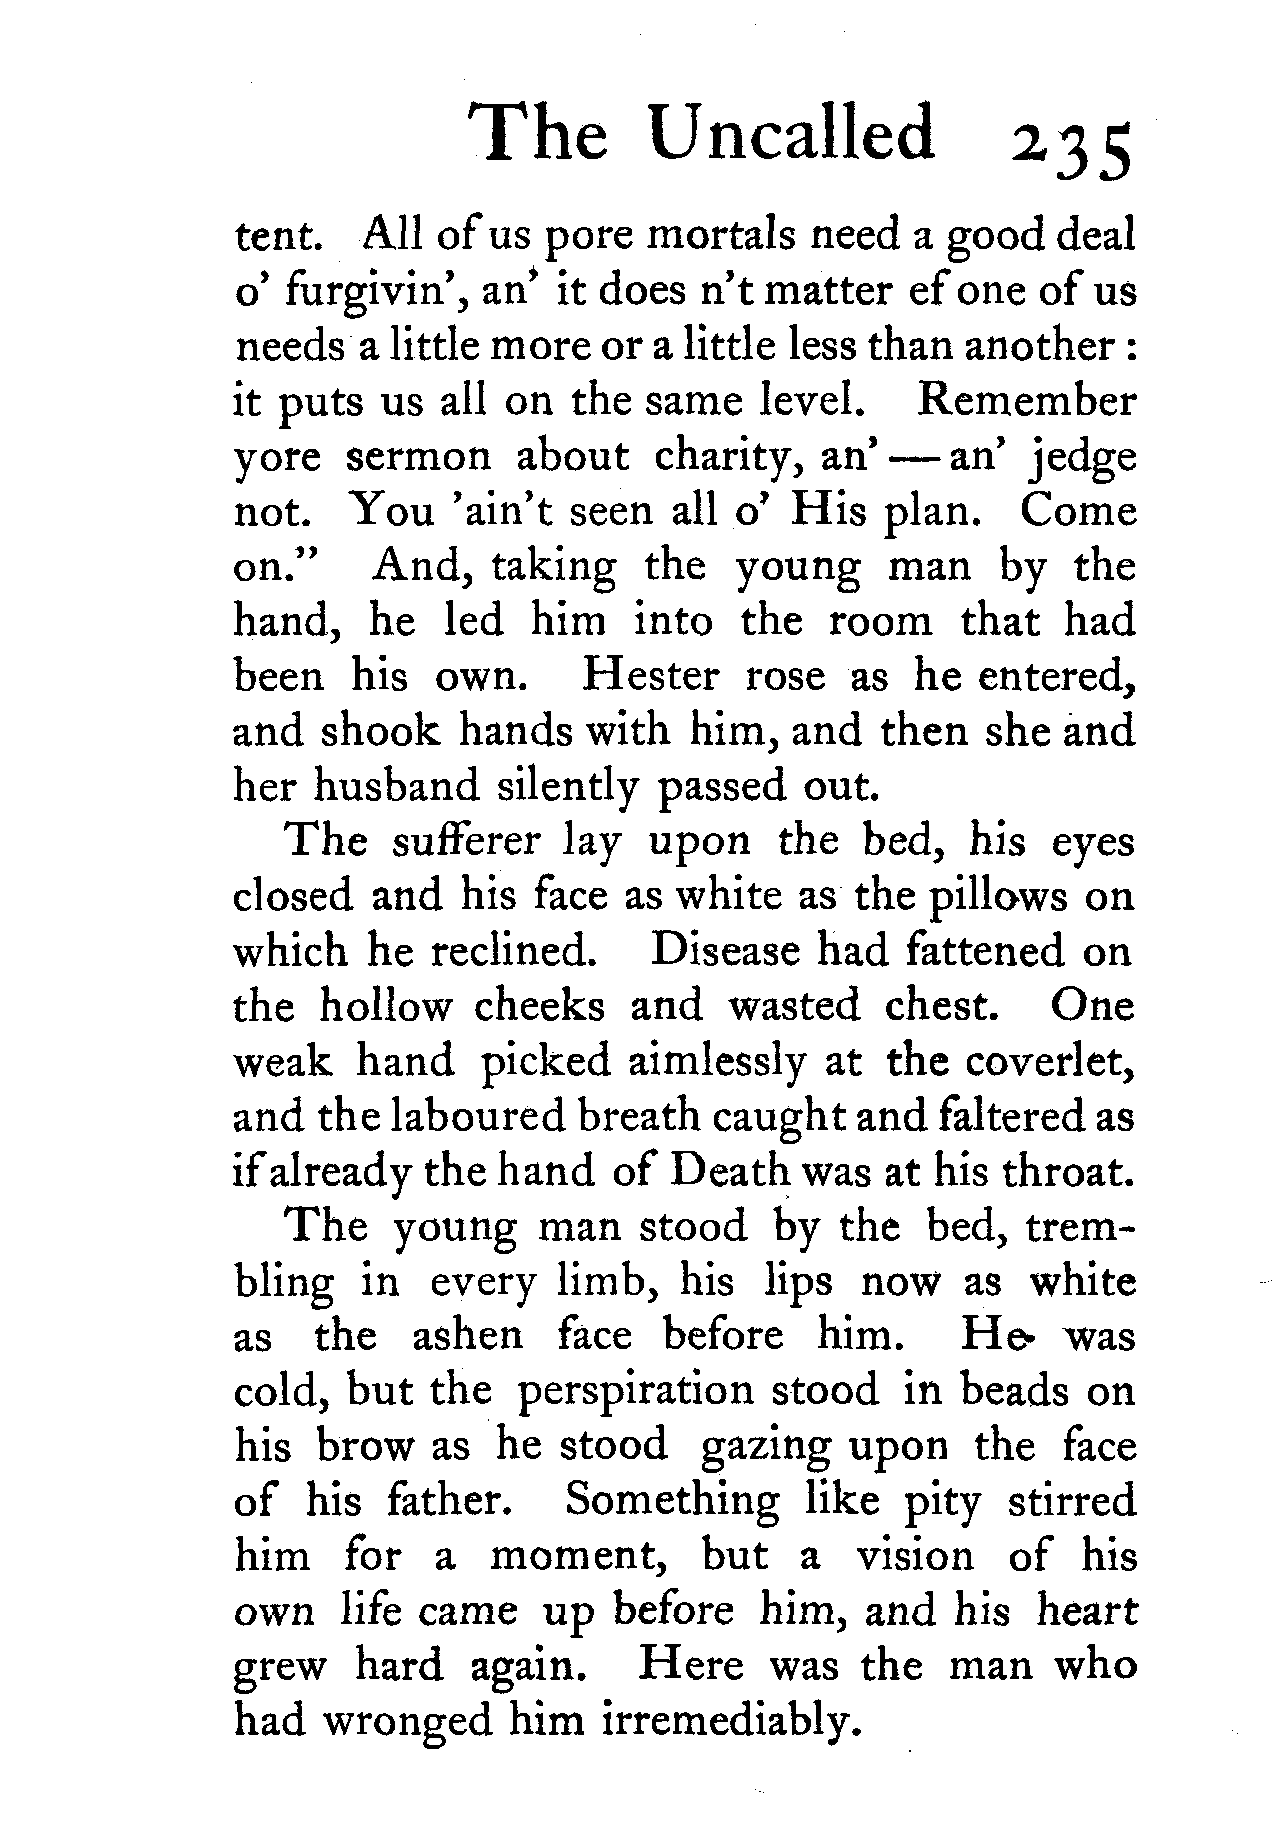 The Uncalled 235
tent. All of us pore mortals need a good deal
o' furgivin', an' it does n't matter ef one of us
needs a little more or a little less than another :
it puts us all on the same level. Remember
yore sermon about charity, an' — an' jedge
not. You 'ain't seen all o' His plan. Come
on." And, taking the young man by the
hand, he led him into the room that had
been his own. Hester rose as he entered,
and shook hands with him, and then she and
her husband silently passed out.
The sufferer lay upon the bed, his eyes
closed and his face as white as the pillows on
which he reclined. Disease had fattened on
the hollow cheeks and wasted chest. One
weak hand picked aimlessly at the coverlet,
and the laboured breath caught and faltered as
if already the hand of Death was at his throat.
The young man stood by the bed, trem-
bling in every limb, his lips now as white
as the ashen face before him. He was
cold, but the perspiration stood in beads on
his brow as he stood gazing upon the face
of his father. Something like pity stirred
him for a moment, but a vision of his
own life came up before him, and his heart
grew hard again. Here was the man who
had wronged him irremediably.